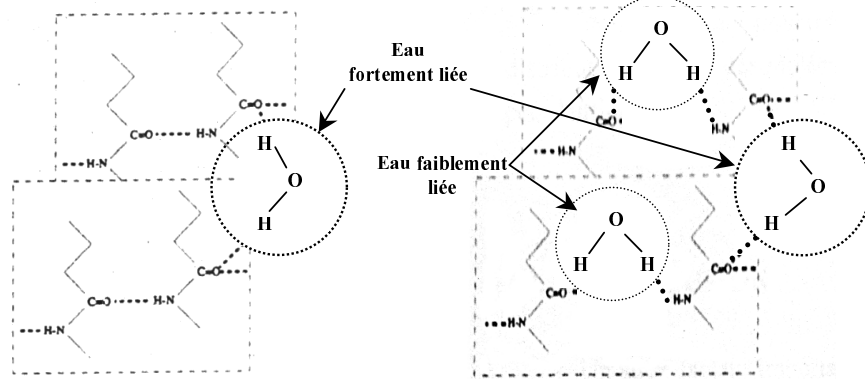 Eau
fortement liée
Eau faiblement
liée
C=O
H-N
C=O
H-N
H
O
H
C=O
H-N
C=O
H-N
O
H
H
C=O
H-N
C=O
H-N
H
O
H
O
H
H
C=O
H-N
C=O
H-N